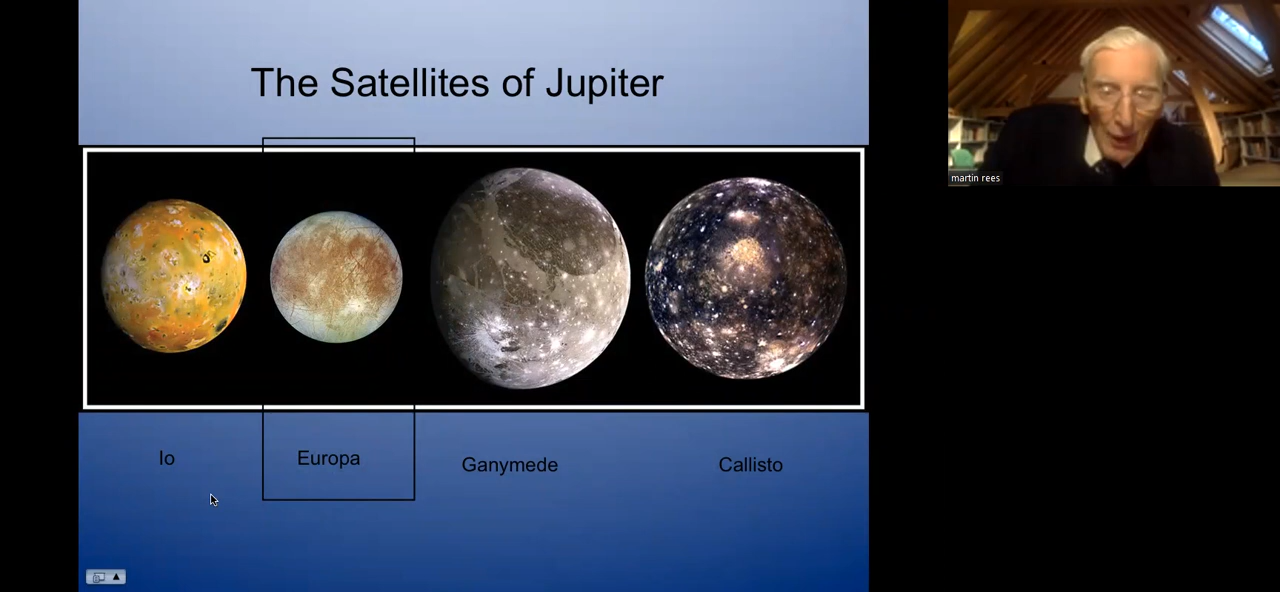 The Satellites of Jupiter
martin rees
Io
Europa
Ganymede
Callisto